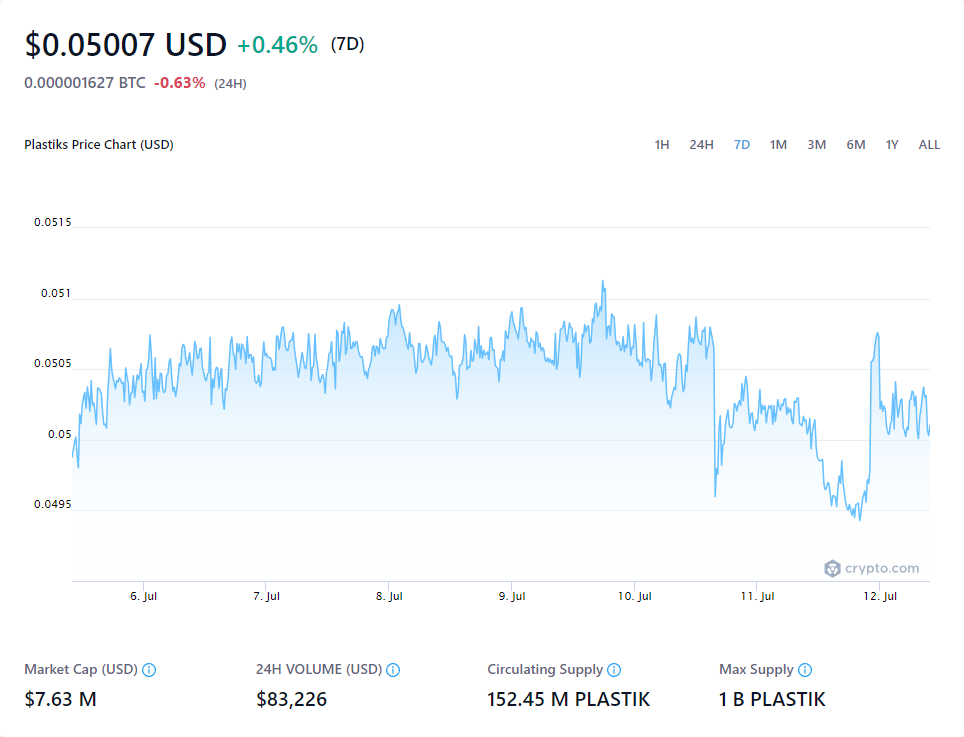 $0.05007 USD +0.46% (7D)
0.000001627 BTC -0.63% (24H)
Plastiks Price Chart (USD) 1H 24H 7D 1M 3M 6M 1Y ALL
0.0515
0.051
0.0505
0.05
0.0495
crypto.com
6. Jul 7. Jul 8. Jul 9. Jul 10. Jul 11. Jul 12. Jul
Market Cap (USD) 24H VOLUME (USD) Circulating Supply Max Supply
$7.63 M $83,226 152.45 M PLASTIK 1 B PLASTIK